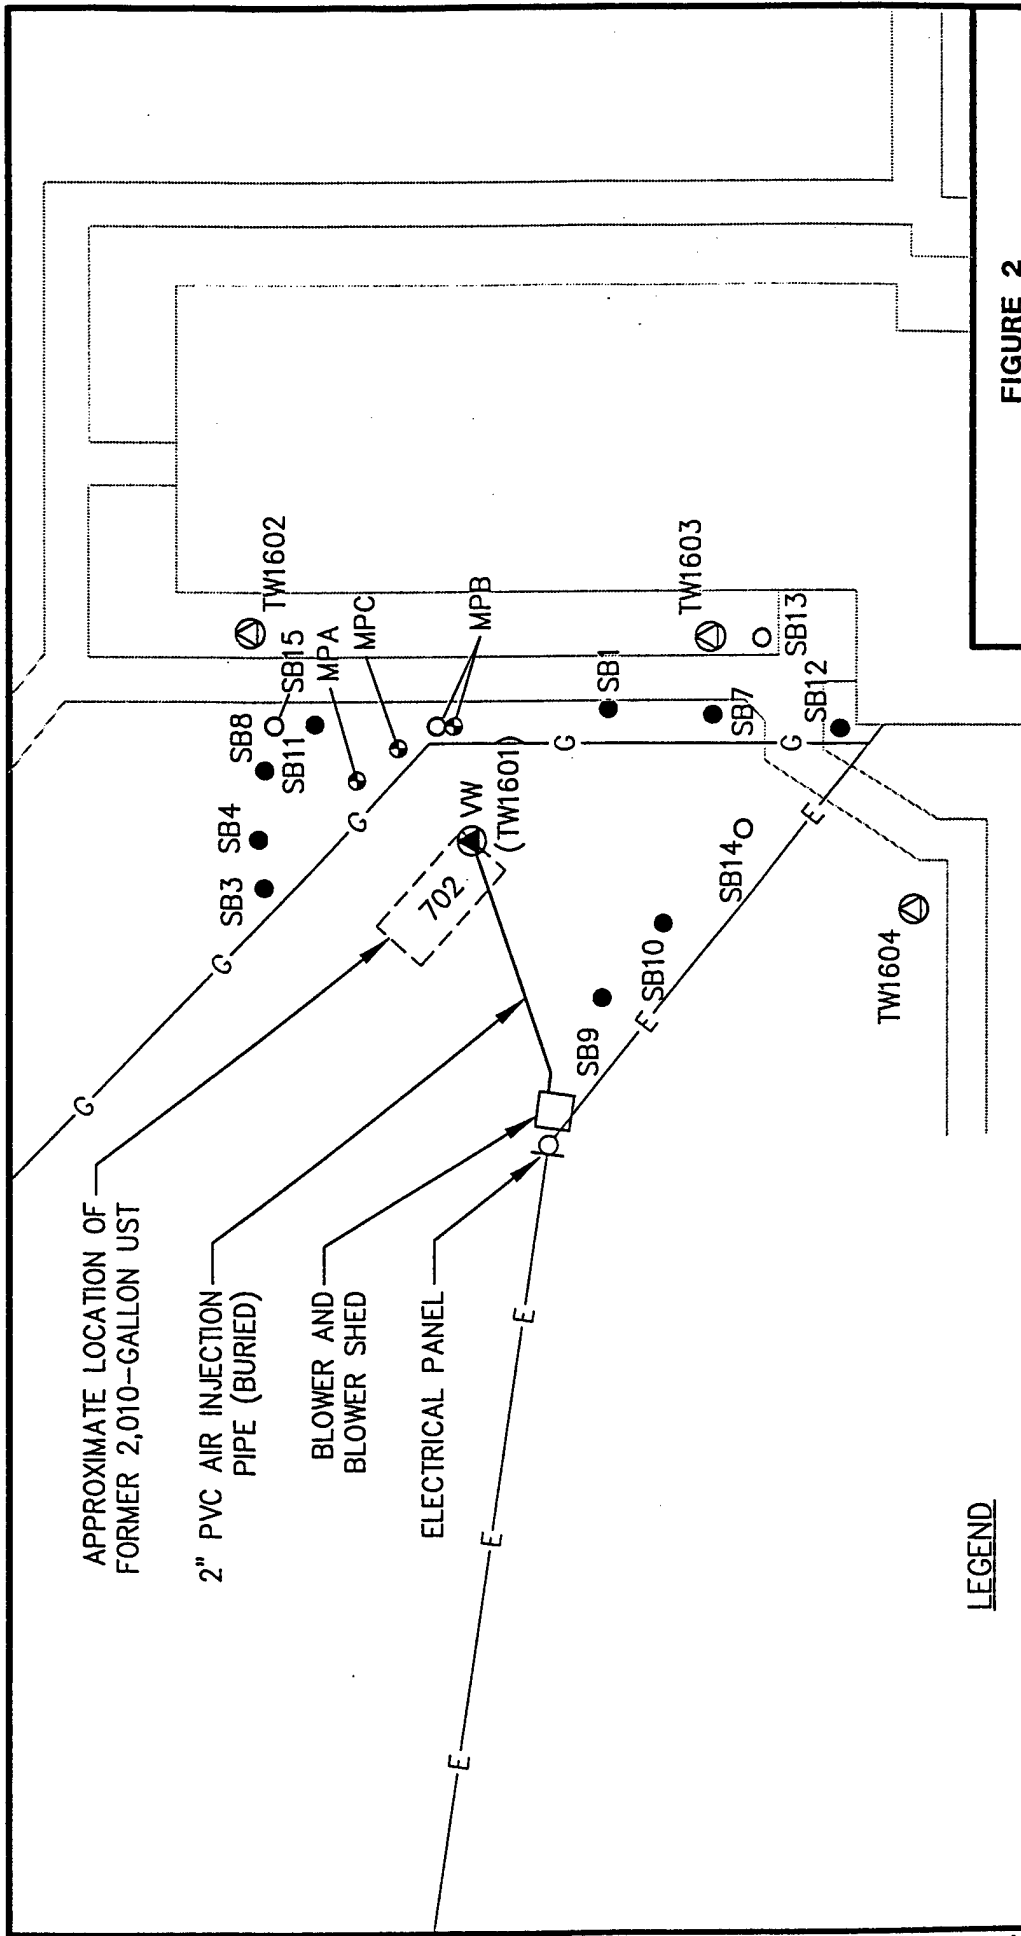 APPROXIMATE LOCATION OF
FORMER 2,010-GALLON UST
2" PVC AIR INJECTION
PIPE (BURIED)
BLOWER AND
BLOWER SHED
ELECTRICAL PANEL
G
G
G
G
G
E
E
E
E
E
SB3
SB4
SB8
SB11
SB15
MPA
MPC
MPB
TW1602
702
VW
(TW1601)
SB1
SB7
TW1603
SB13
SB12
SB9
SB10
SB14
TW1604
LEGEND
FIGURE 2